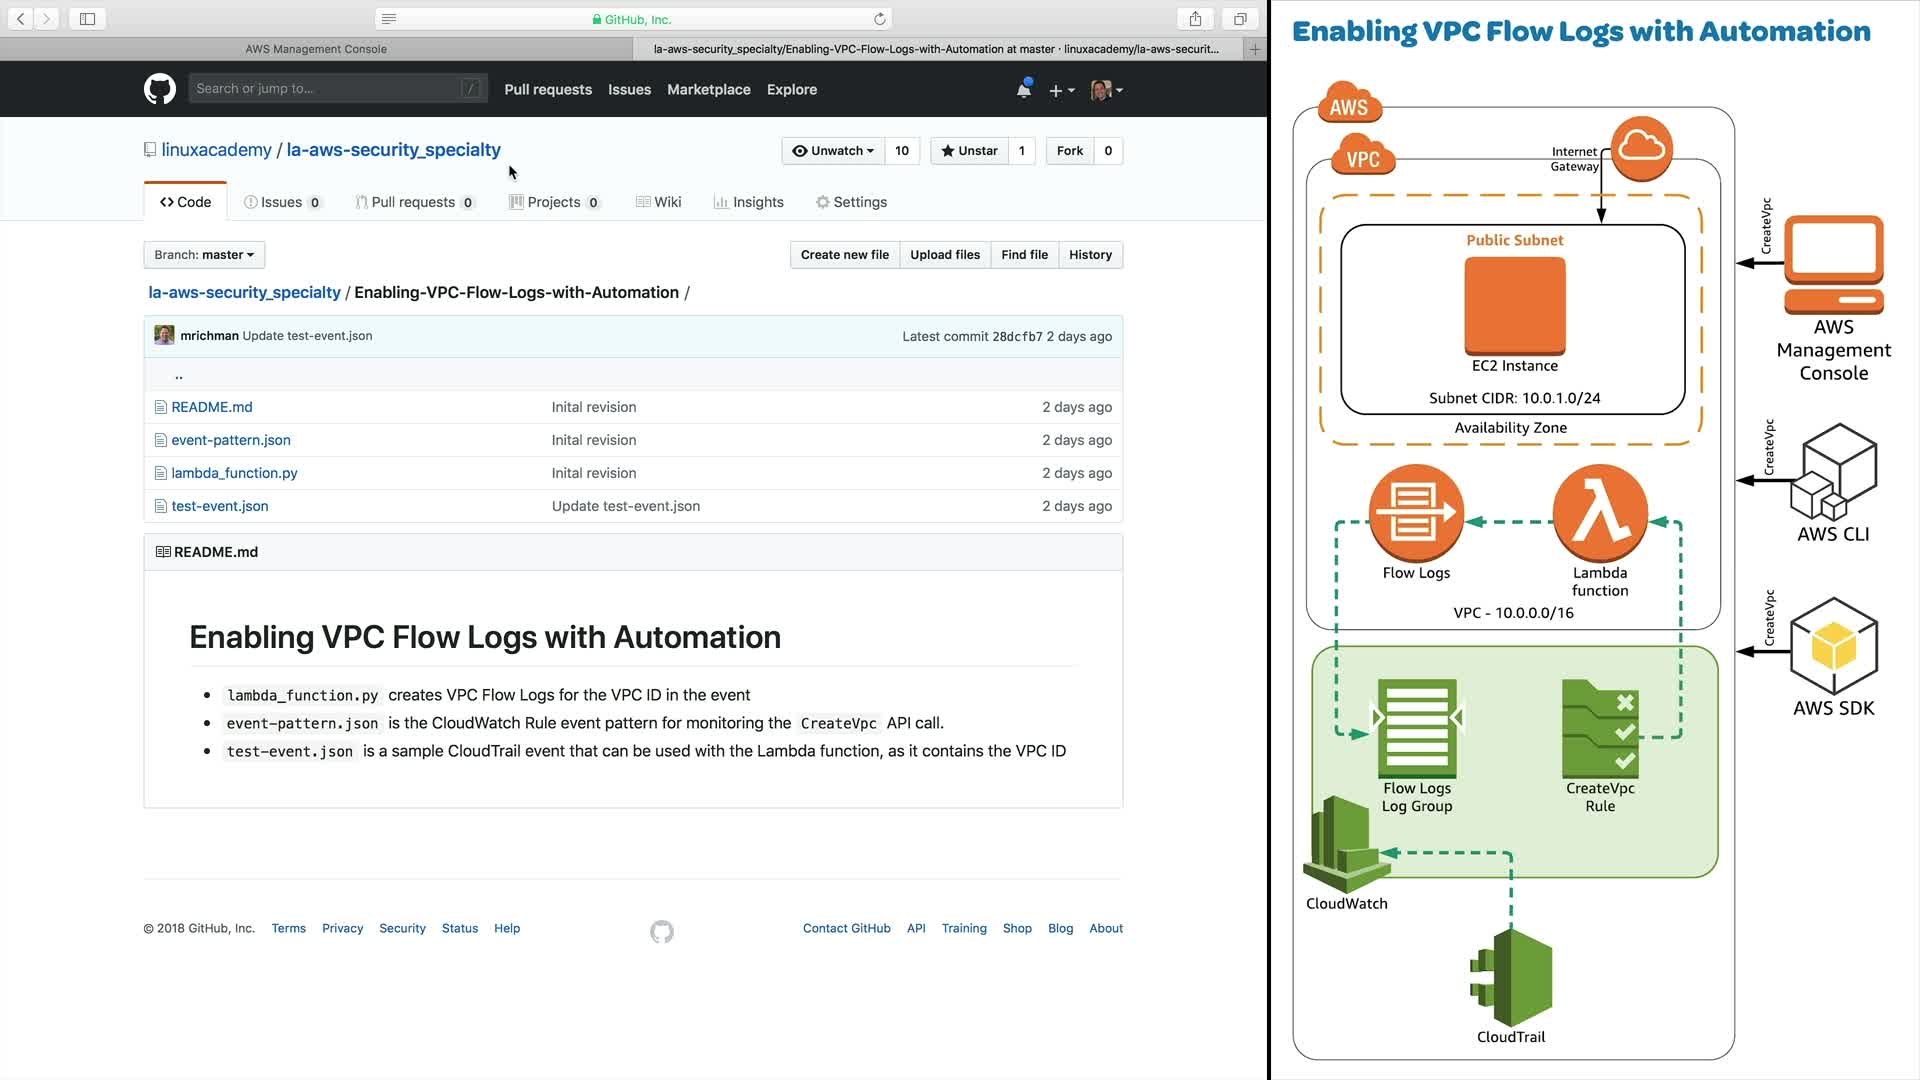 GitHub, Inc.
AWS Management Console
la-aws-security_specialty/Enabling-VPC-Flow-Logs-with-Automation at master · linuxacademy/la-aws-securit...
Search or jump to...
/
Pull requests
Issues
Marketplace
Explore
linuxacademy / la-aws-security_specialty
Unwatch
10
Unstar
1
Fork
0
Code
Issues 0
Pull requests 0
Projects 0
Wiki
Insights
Settings
Branch: master
Create new file
Upload files
Find file
History
la-aws-security_specialty / Enabling-VPC-Flow-Logs-with-Automation /
mrichman Update test-event.json
Latest commit 28dcfb7 2 days ago
..
README.md Inital revision 2 days ago
event-pattern.json Inital revision 2 days ago
lambda_function.py Inital revision 2 days ago
test-event.json Update test-event.json 2 days ago
README.md
Enabling VPC Flow Logs with Automation
lambda_function.py creates VPC Flow Logs for the VPC ID in the event
event-pattern.json is the CloudWatch Rule event pattern for monitoring the CreateVpc API call.
test-event.json is a sample CloudTrail event that can be used with the Lambda function, as it contains the VPC ID
© 2018 GitHub, Inc. Terms Privacy Security Status Help
Contact GitHub API Training Shop Blog About
Enabling VPC Flow Logs with Automation
AWS
VPC
Internet
Gateway
Public Subnet
EC2 Instance
Subnet CIDR: 10.0.1.0/24
Availability Zone
Flow Logs
Lambda
function
VPC - 10.0.0.0/16
Flow Logs
Log Group
CreateVpc
Rule
CloudWatch
CloudTrail
CreateVpc
AWS
Management
Console
CreateVpc
AWS CLI
CreateVpc
AWS SDK